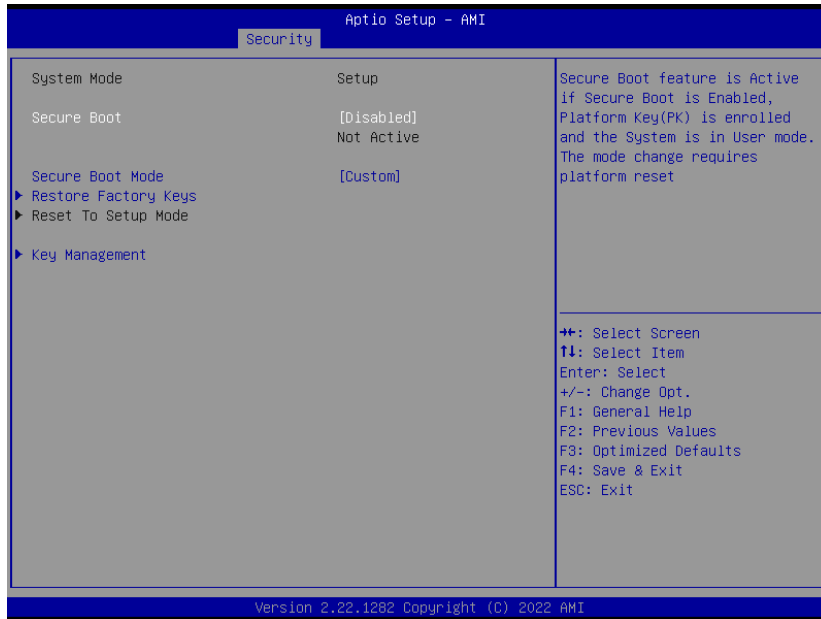 Aptio Setup - AMI
Security
System Mode Setup
Secure Boot [Disabled]
Not Active
Secure Boot Mode [Custom]
▶ Restore Factory Keys
▶ Reset To Setup Mode
▶ Key Management
Secure Boot feature is Active
if Secure Boot is Enabled,
Platform Key(PK) is enrolled
and the System is in User mode.
The mode change requires
platform reset
→←: Select Screen
↑↓: Select Item
Enter: Select
+/-: Change Opt.
F1: General Help
F2: Previous Values
F3: Optimized Defaults
F4: Save & Exit
ESC: Exit
Version 2.22.1282 Copyright (C) 2022 AMI